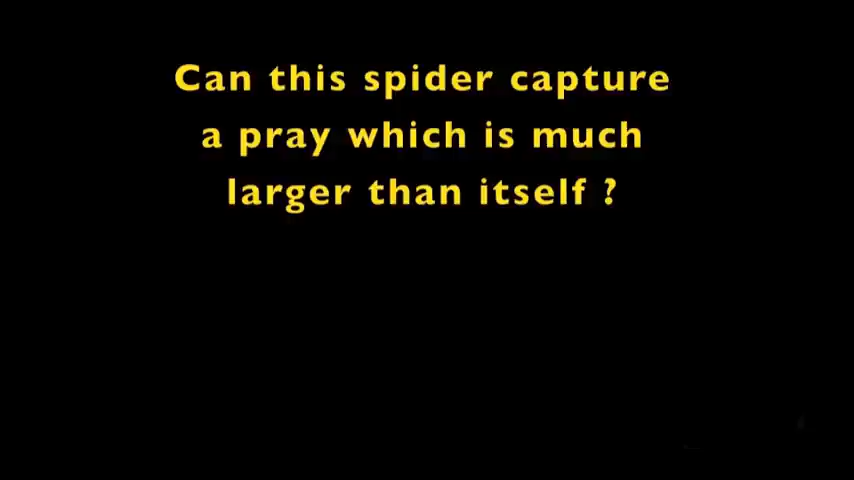 Can this spider capture
a pray which is much
larger than itself ?